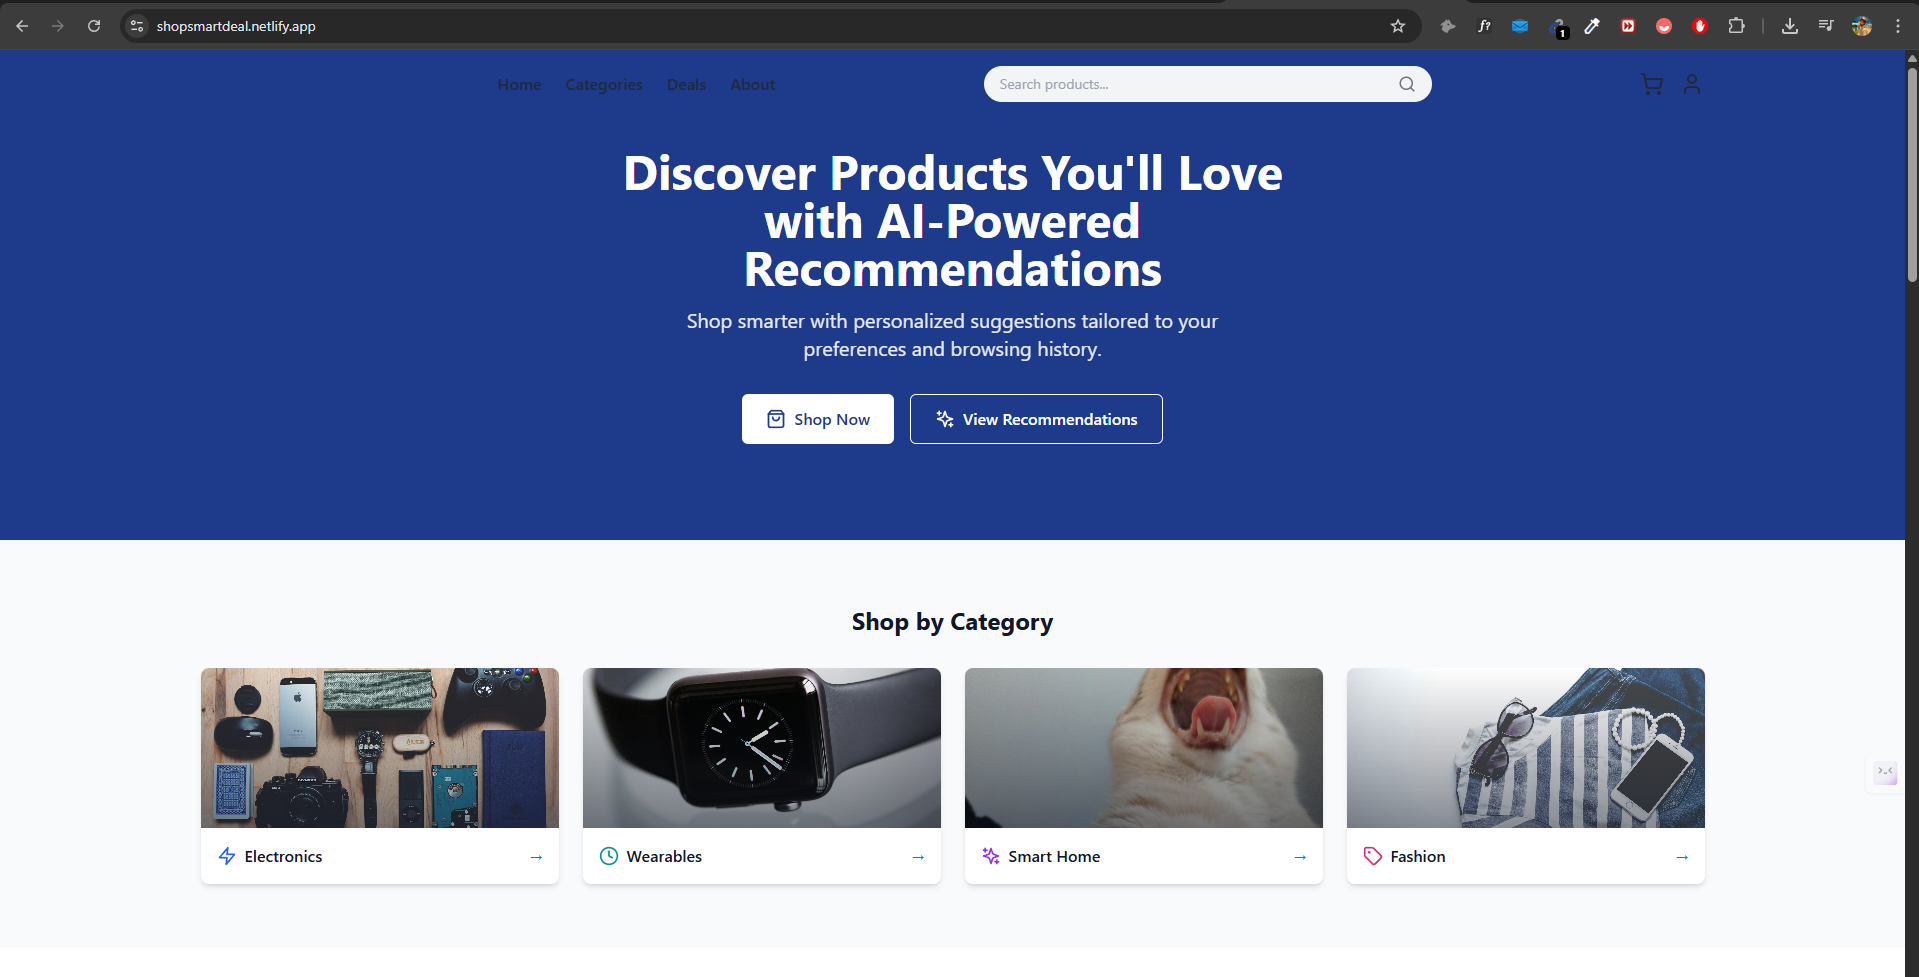 shopsmartdeal.netlify.app
f?
1
Home Categories Deals About
Search products...
Discover Products You'll Love
with AI-Powered
Recommendations
Shop smarter with personalized suggestions tailored to your
preferences and browsing history.
Shop Now
View Recommendations
Shop by Category
Electronics →
Wearables →
Smart Home →
Fashion →